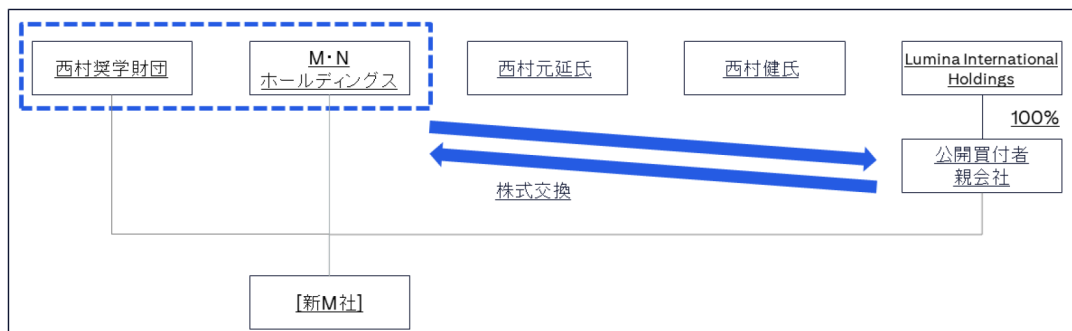 西村奨学財団
M・N
ホールディングス
西村元延氏
西村健氏
Lumina International
Holdings
100%
公開買付者
親会社
株式交換
[新M社]